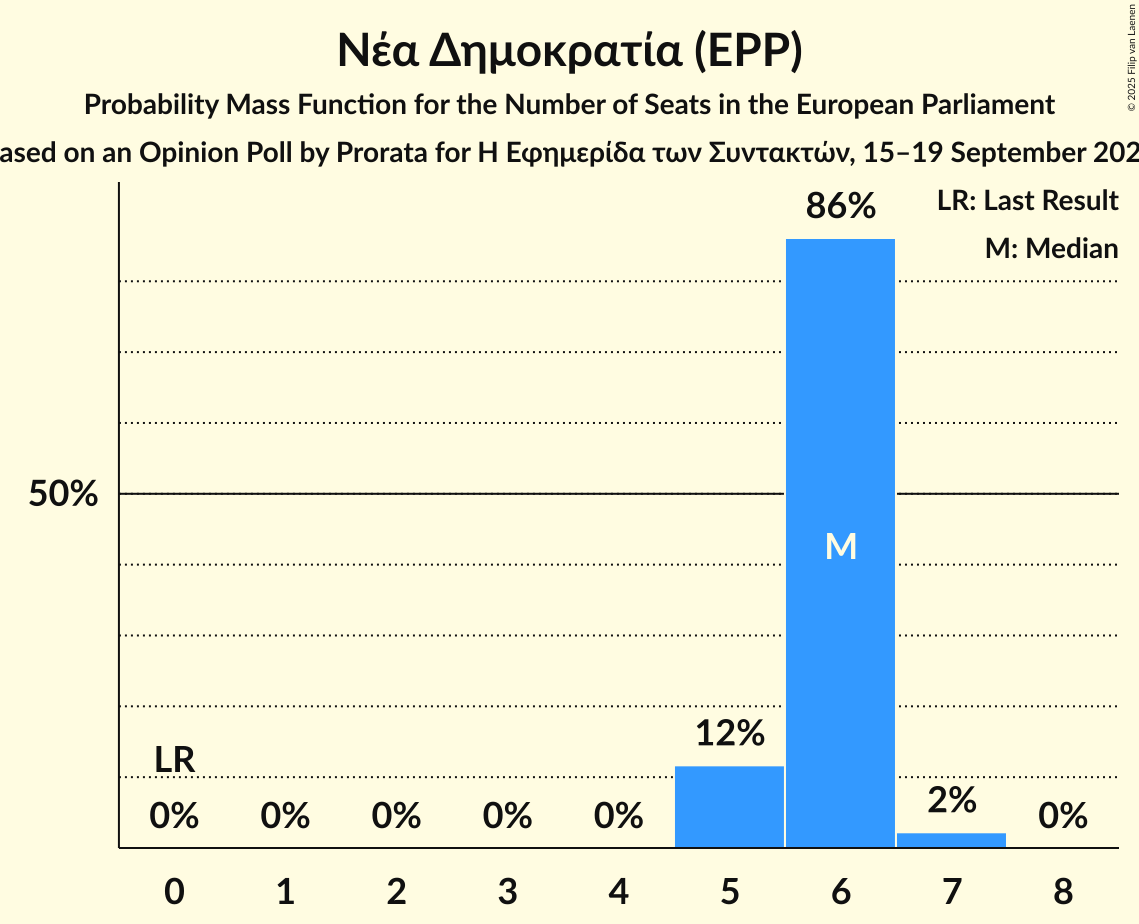 Νέα Δημοκρατία (EPP)
Probability Mass Function for the Number of Seats in the European Parliament
ased on an Opinion Poll by Prorata for Η Εφημερίδα των Συντακτών, 15–19 September 202
© 2025 Filip van Laenen
LR: Last Result
M: Median
86%
50%
M
12%
LR
2%
0% 0% 0% 0% 0% 0%
0 1 2 3 4 5 6 7 8